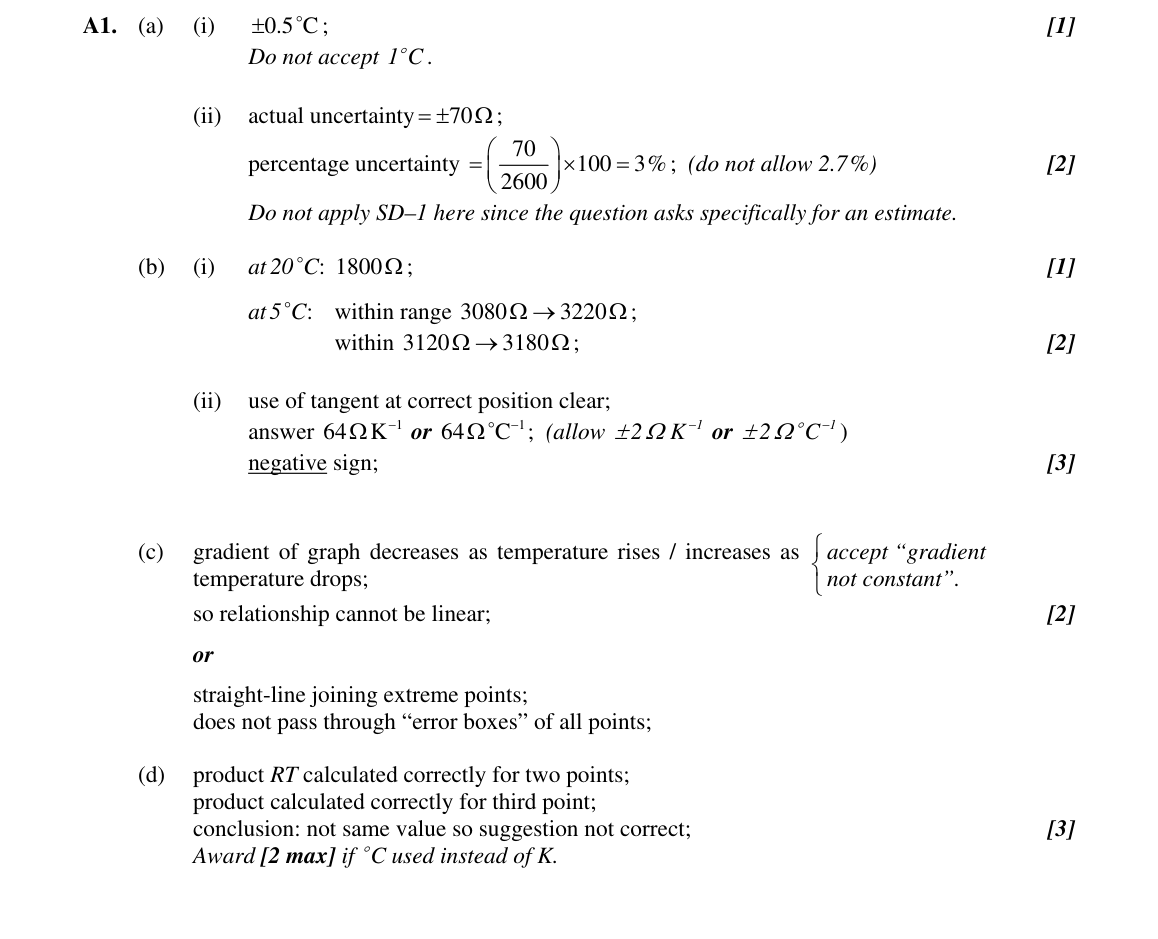 A1. (a) (i) ±0.5°C; [1]
Do not accept 1°C.
(ii) actual uncertainty = ±70Ω;
percentage uncertainty = (70/2600)×100 = 3%; (do not allow 2.7%) [2]
Do not apply SD–1 here since the question asks specifically for an estimate.
(b) (i) at 20°C: 1800Ω; [1]
at 5°C: within range 3080Ω → 3220Ω;
within 3120Ω → 3180Ω; [2]
(ii) use of tangent at correct position clear;
answer 64ΩK⁻¹ or 64Ω°C⁻¹; (allow ±2ΩK⁻¹ or ±2Ω°C⁻¹)
negative sign; [3]
(c) gradient of graph decreases as temperature rises / increases as { accept “gradient
temperature drops; not constant”.
so relationship cannot be linear; [2]
or
straight-line joining extreme points;
does not pass through “error boxes” of all points;
(d) product RT calculated correctly for two points;
product calculated correctly for third point;
conclusion: not same value so suggestion not correct; [3]
Award [2 max] if °C used instead of K.